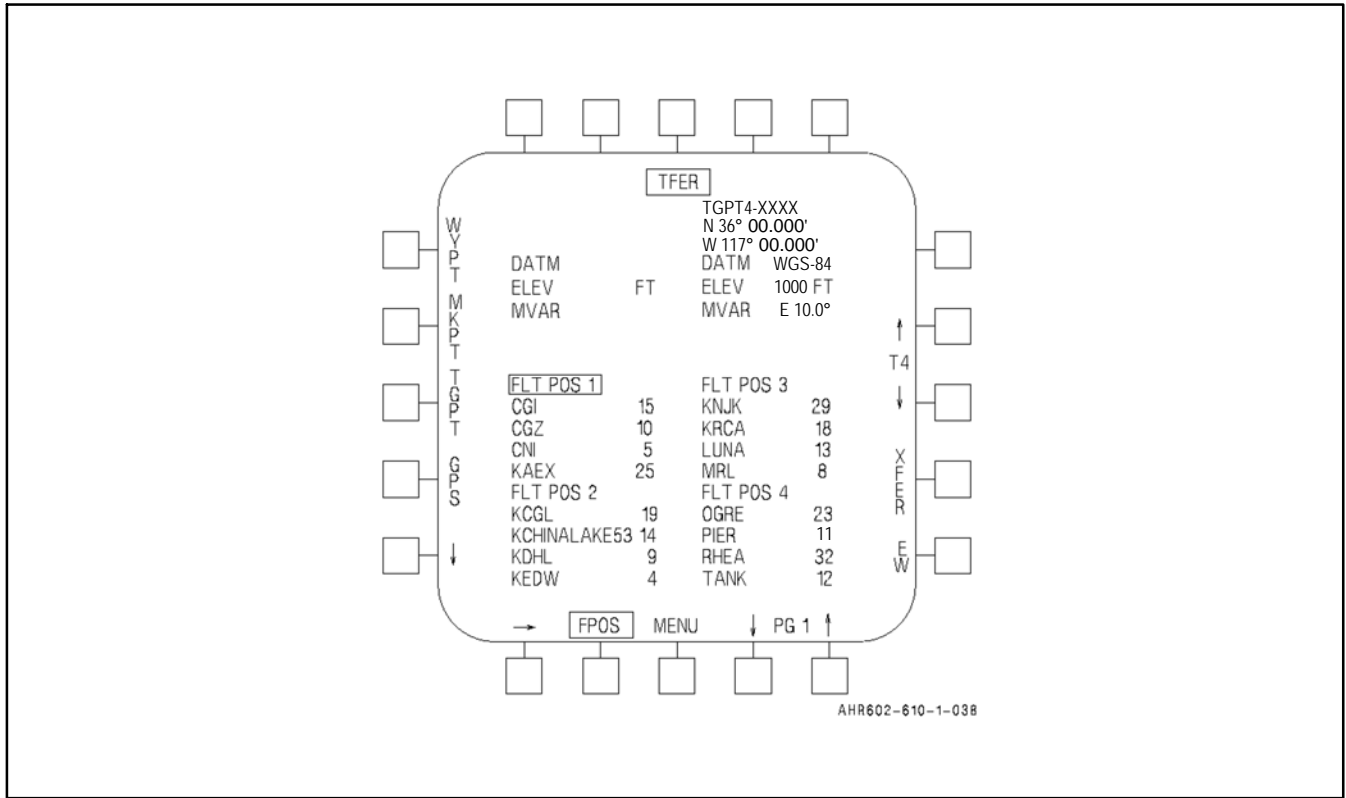 TFER
TGPT4-XXXX
N 36° 00.000'
W 117° 00.000'
DATM DATM WGS-84
ELEV FT ELEV 1000 FT
MVAR MVAR E 10.0°
WYPT
MKPT
TGPT
GPS
↓
↑
T4
↓
XFER
EW
FLT POS 1 FLT POS 3
CGI 15 KNJK 29
CGZ 10 KRCA 18
CNI 5 LUNA 13
KAEX 25 MRL 8
FLT POS 2 FLT POS 4
KCGL 19 OGRE 23
KCHINALAKE53 14 PIER 11
KDHL 9 RHEA 32
KEDW 4 TANK 12
→ FPOS MENU ↓ PG 1 ↑
AHR602-610-1-038